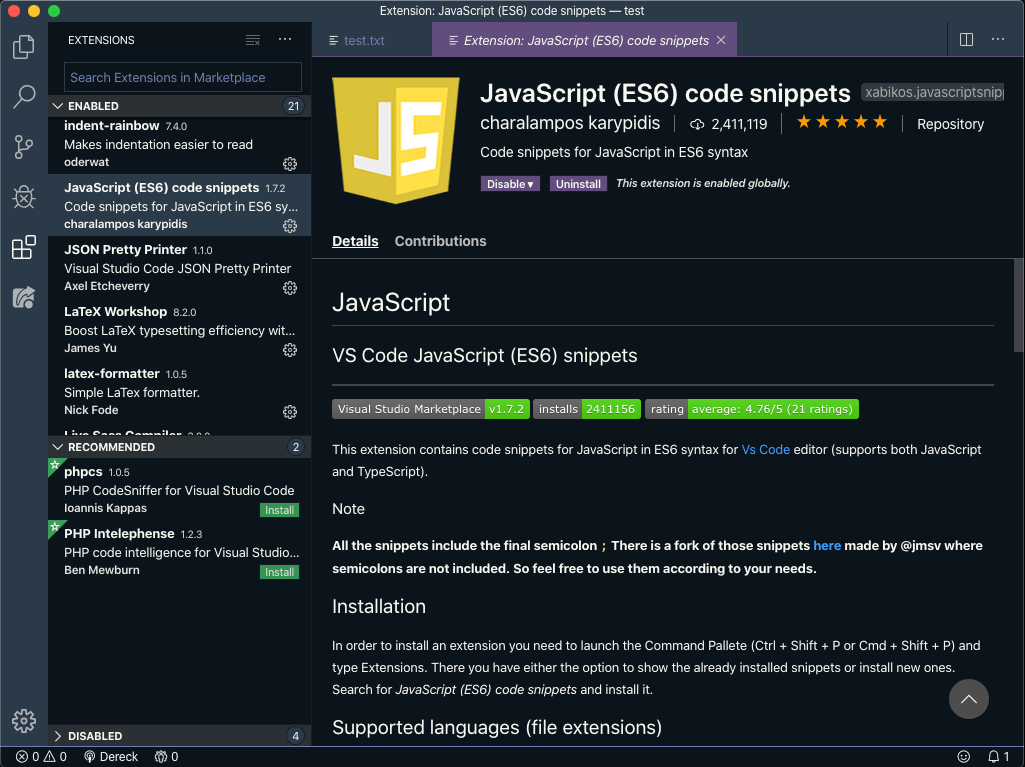 Extension: JavaScript (ES6) code snippets — test
EXTENSIONS
Search Extensions in Marketplace
ENABLED 21
indent-rainbow 7.4.0
Makes indentation easier to read
oderwat
JavaScript (ES6) code snippets 1.7.2
Code snippets for JavaScript in ES6 sy...
charalampos karypidis
JSON Pretty Printer 1.1.0
Visual Studio Code JSON Pretty Printer
Axel Etcheverry
LaTeX Workshop 8.2.0
Boost LaTeX typesetting efficiency wit...
James Yu
latex-formatter 1.0.5
Simple LaTex formatter.
Nick Fode
RECOMMENDED 2
phpcs 1.0.5
PHP CodeSniffer for Visual Studio Code
Ioannis Kappas
Install
PHP Intelephense 1.2.3
PHP code intelligence for Visual Studio...
Ben Mewburn
Install
DISABLED 4
test.txt
Extension: JavaScript (ES6) code snippets
JS
JavaScript (ES6) code snippets xabikos.javascriptsnipp
charalampos karypidis 2,411,119 Repository
Code snippets for JavaScript in ES6 syntax
Disable Uninstall This extension is enabled globally.
Details Contributions
JavaScript
VS Code JavaScript (ES6) snippets
Visual Studio Marketplace v1.7.2 installs 2411156 rating average: 4.76/5 (21 ratings)
This extension contains code snippets for JavaScript in ES6 syntax for Vs Code editor (supports both JavaScript
and TypeScript).
Note
All the snippets include the final semicolon ; There is a fork of those snippets here made by @jmsv where
semicolons are not included. So feel free to use them according to your needs.
Installation
In order to install an extension you need to launch the Command Pallete (Ctrl + Shift + P or Cmd + Shift + P) and
type Extensions. There you have either the option to show the already installed snippets or install new ones.
Search for JavaScript (ES6) code snippets and install it.
Supported languages (file extensions)
0 0 Dereck 0 1